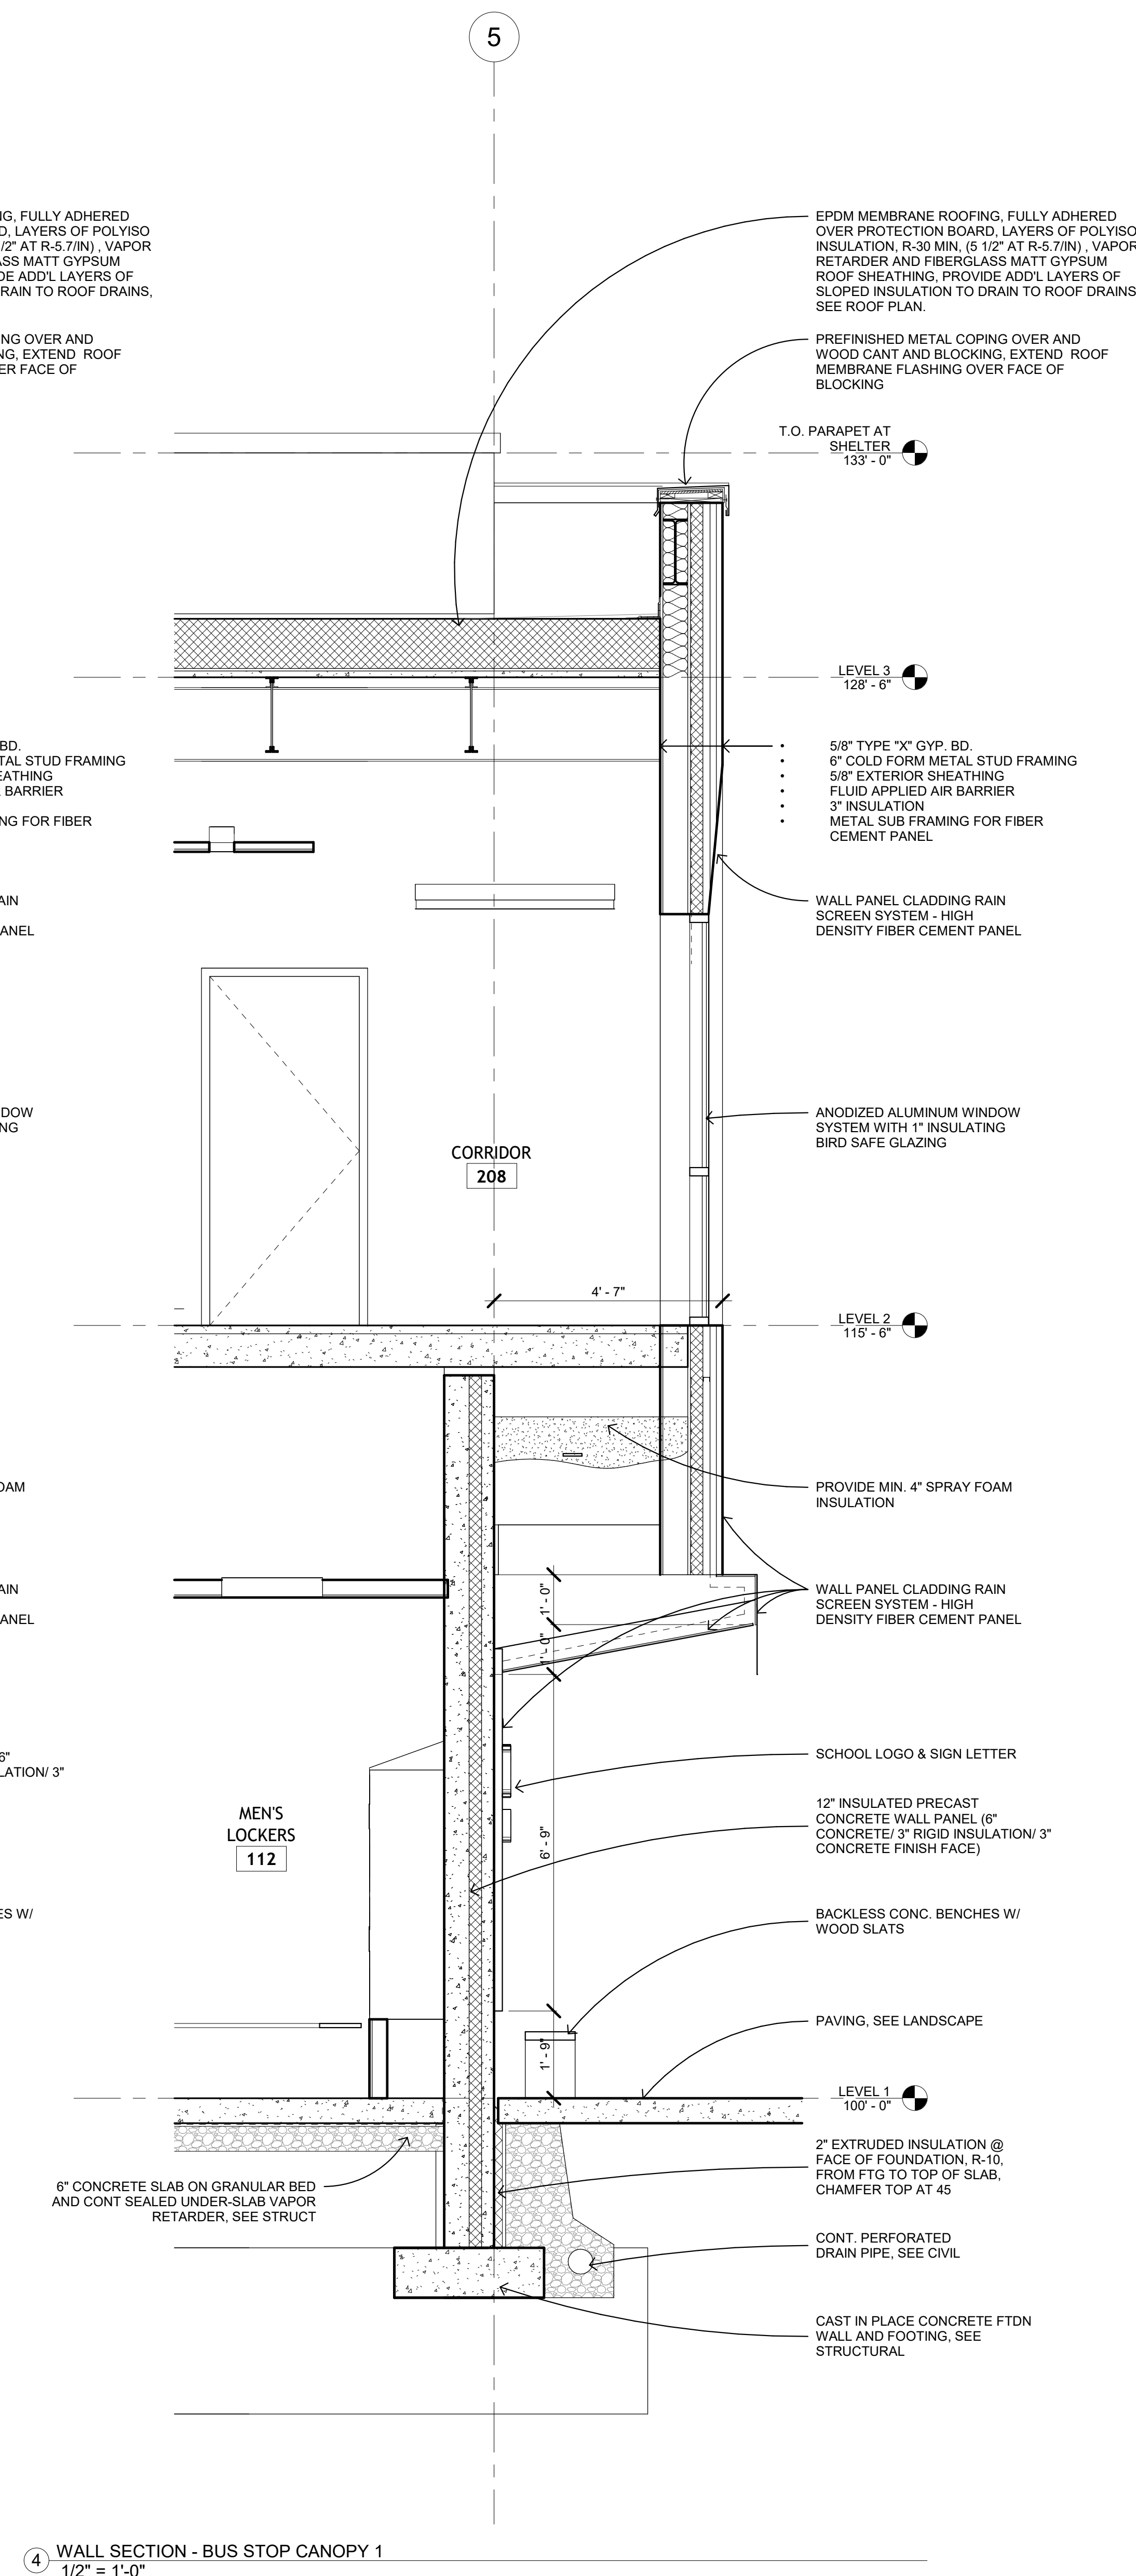 5
NG, FULLY ADHERED
D, LAYERS OF POLYISO
1/2" AT R-5.7/IN) , VAPOR
ASS MATT GYPSUM
DE ADD'L LAYERS OF
DRAIN TO ROOF DRAINS,
NG OVER AND
NG, EXTEND ROOF
ER FACE OF
EPDM MEMBRANE ROOFING, FULLY ADHERED
OVER PROTECTION BOARD, LAYERS OF POLYISO
INSULATION, R-30 MIN, (5 1/2" AT R-5.7/IN) , VAPOR
RETARDER AND FIBERGLASS MATT GYPSUM
ROOF SHEATHING, PROVIDE ADD'L LAYERS OF
SLOPED INSULATION TO DRAIN TO ROOF DRAINS
SEE ROOF PLAN.
PREFINISHED METAL COPING OVER AND
WOOD CANT AND BLOCKING, EXTEND ROOF
MEMBRANE FLASHING OVER FACE OF
BLOCKING
T.O. PARAPET AT
SHELTER
133' - 0"
LEVEL 3
128' - 6"
BD.
TAL STUD FRAMING
EATHING
BARRIER
NG FOR FIBER
• 5/8" TYPE "X" GYP. BD.
• 6" COLD FORM METAL STUD FRAMING
• 5/8" EXTERIOR SHEATHING
• FLUID APPLIED AIR BARRIER
• 3" INSULATION
• METAL SUB FRAMING FOR FIBER
CEMENT PANEL
AIN
ANEL
WALL PANEL CLADDING RAIN
SCREEN SYSTEM - HIGH
DENSITY FIBER CEMENT PANEL
NDOW
NG
ANODIZED ALUMINUM WINDOW
SYSTEM WITH 1" INSULATING
BIRD SAFE GLAZING
CORRIDOR
208
4' - 7"
LEVEL 2
115' - 6"
OAM
PROVIDE MIN. 4" SPRAY FOAM
INSULATION
AIN
ANEL
1' - 0"
1' - 0"
WALL PANEL CLADDING RAIN
SCREEN SYSTEM - HIGH
DENSITY FIBER CEMENT PANEL
SCHOOL LOGO & SIGN LETTER
6"
LATION/ 3"
12" INSULATED PRECAST
CONCRETE WALL PANEL (6"
CONCRETE/ 3" RIGID INSULATION/ 3"
CONCRETE FINISH FACE)
MEN'S
LOCKERS
112
6' - 9"
ES W/
BACKLESS CONC. BENCHES W/
WOOD SLATS
PAVING, SEE LANDSCAPE
1' - 9"
LEVEL 1
100' - 0"
2" EXTRUDED INSULATION @
FACE OF FOUNDATION, R-10,
FROM FTG TO TOP OF SLAB,
CHAMFER TOP AT 45
6" CONCRETE SLAB ON GRANULAR BED
AND CONT SEALED UNDER-SLAB VAPOR
RETARDER, SEE STRUCT
CONT. PERFORATED
DRAIN PIPE, SEE CIVIL
CAST IN PLACE CONCRETE FTDN
WALL AND FOOTING, SEE
STRUCTURAL
4 WALL SECTION - BUS STOP CANOPY 1
1/2" = 1'-0"